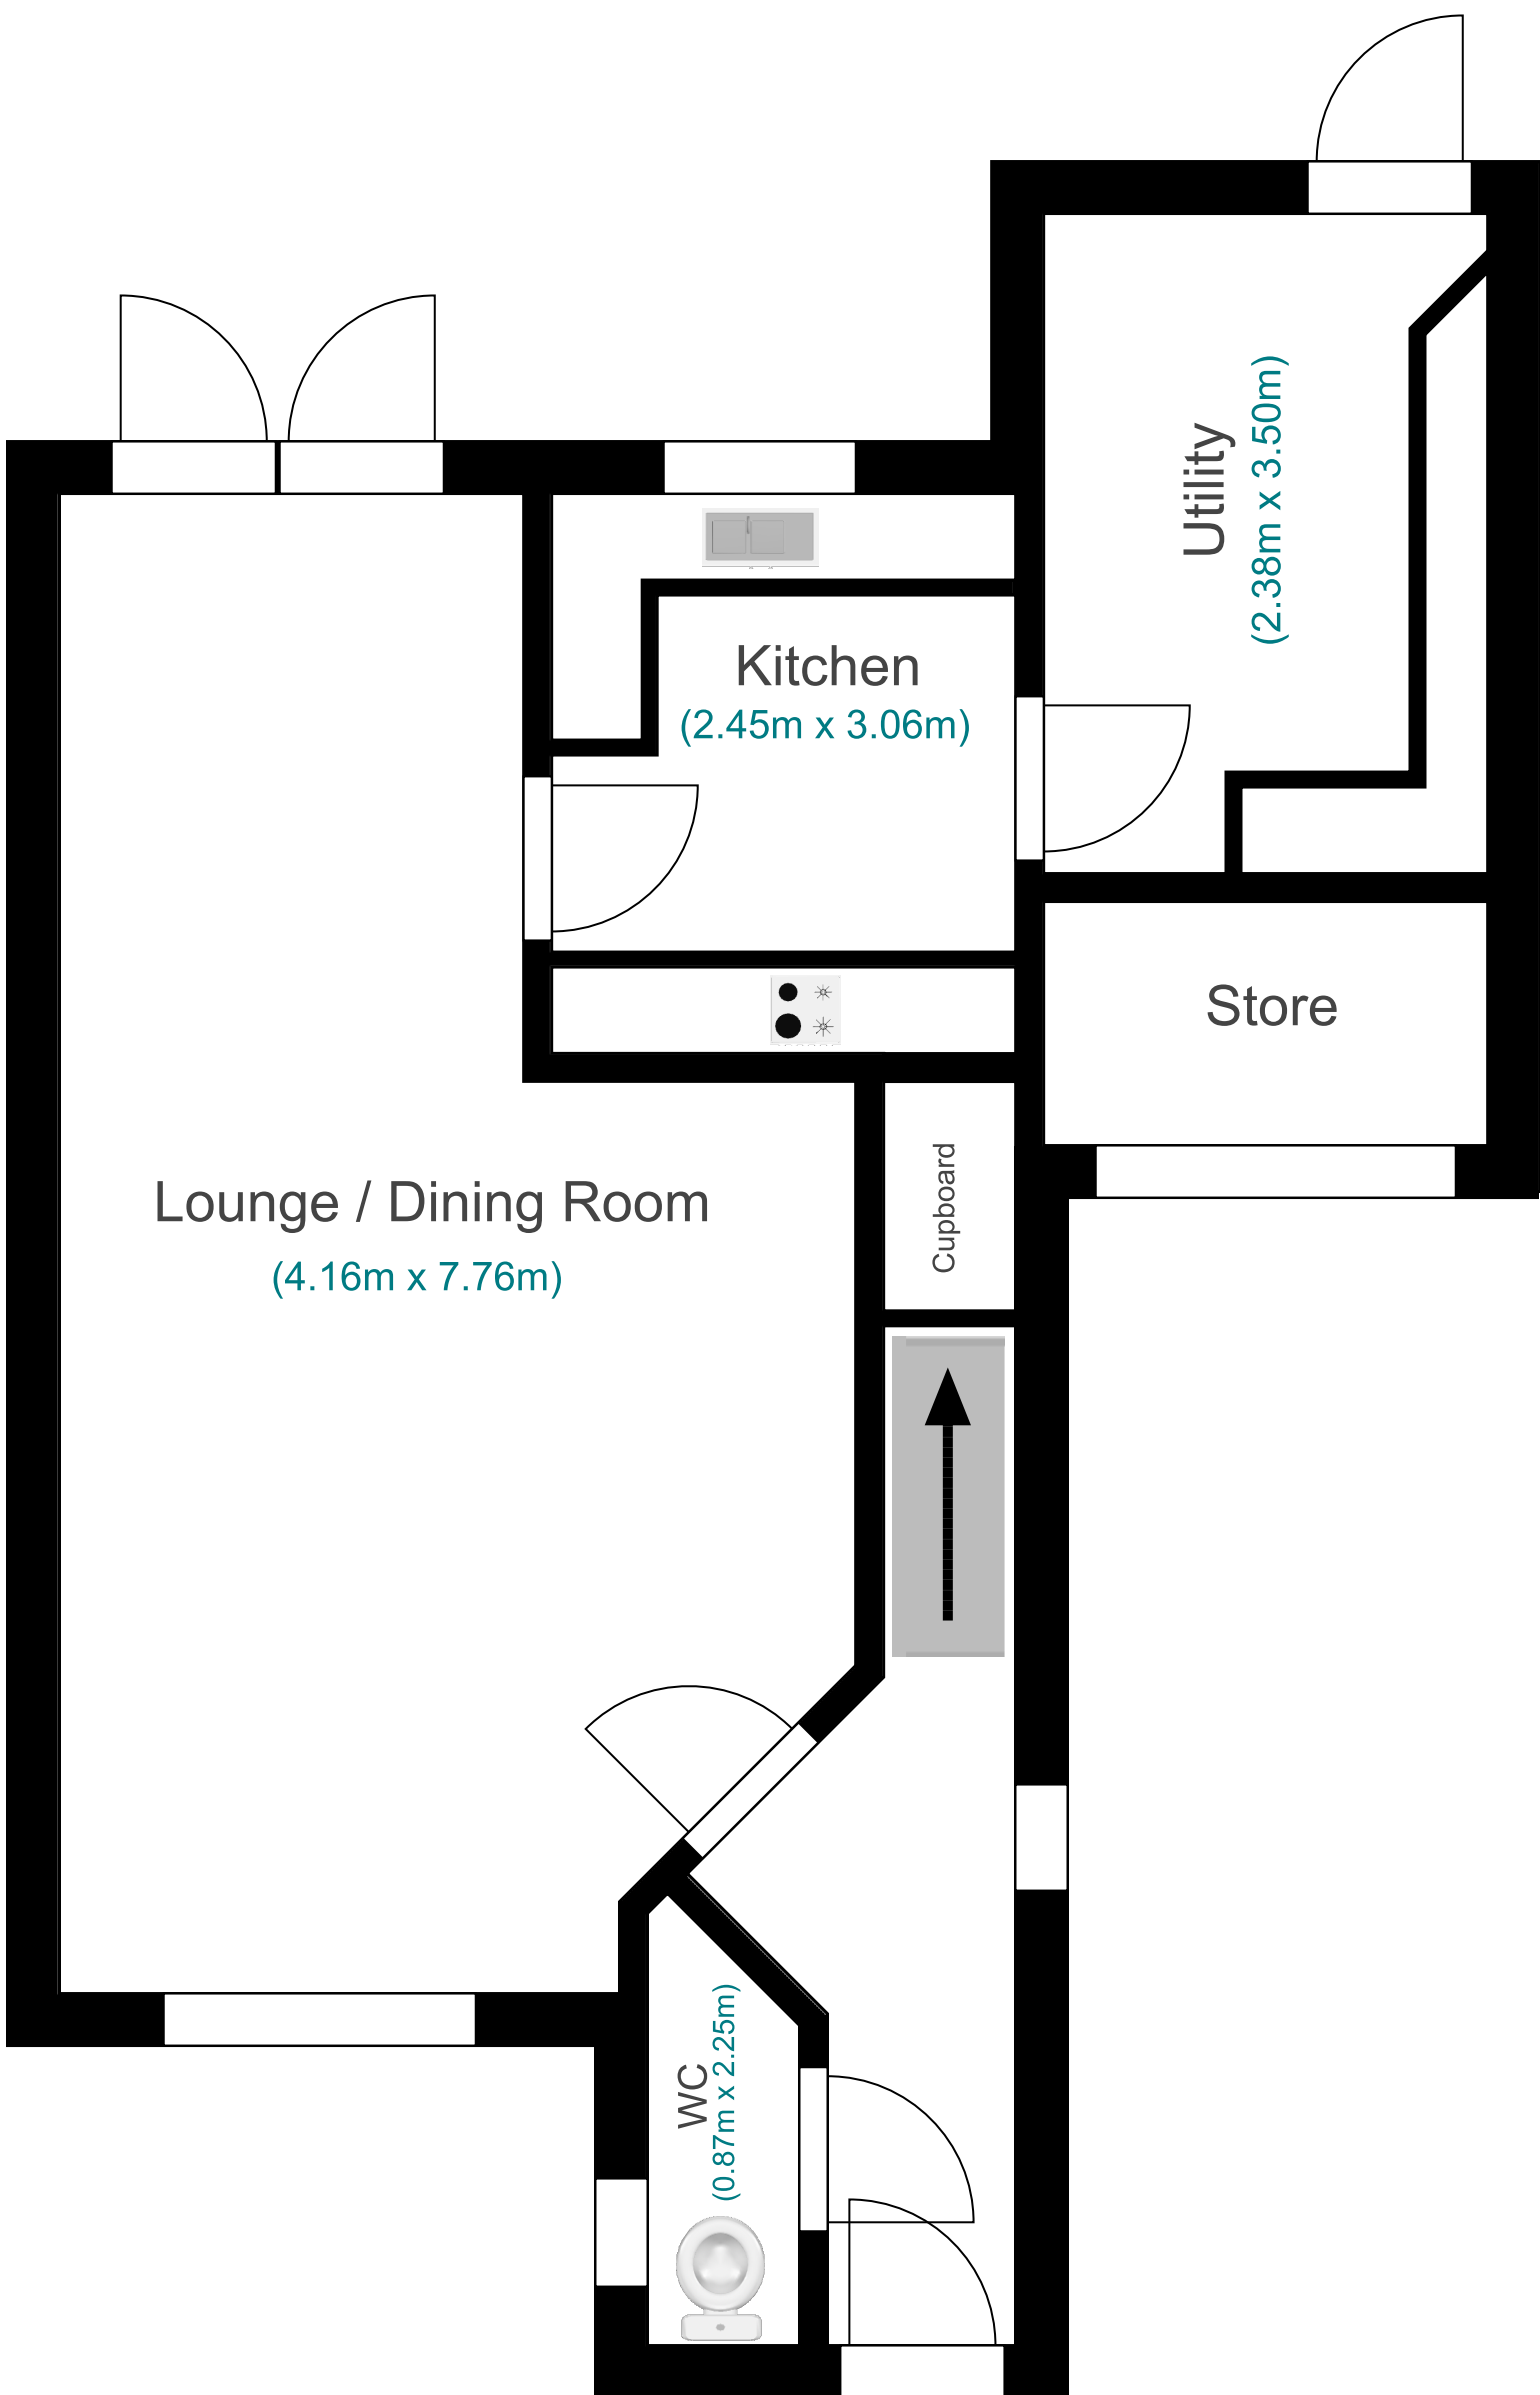 Utility
(2.38m x 3.50m)
Kitchen
(2.45m x 3.06m)
Store
Lounge / Dining Room
(4.16m x 7.76m)
Cupboard
WC
(0.87m x 2.25m)